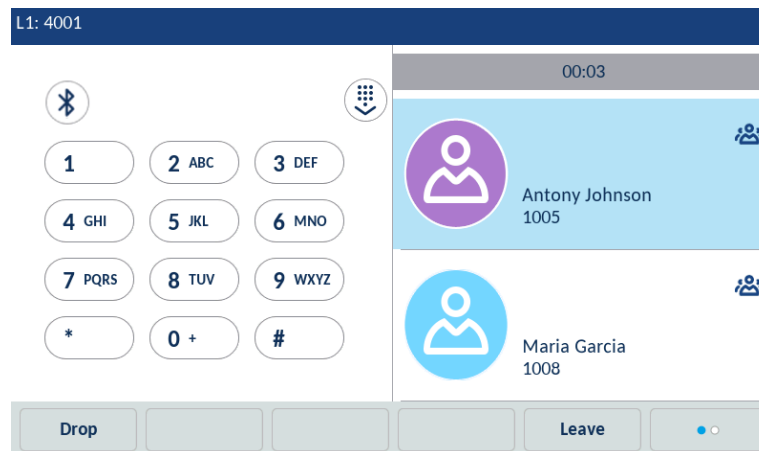 L1: 4001
00:03
1
2 ABC
3 DEF
4 GHI
5 JKL
6 MNO
7 PQRS
8 TUV
9 WXYZ
*
0 +
#
Antony Johnson
1005
Maria Garcia
1008
Drop
Leave